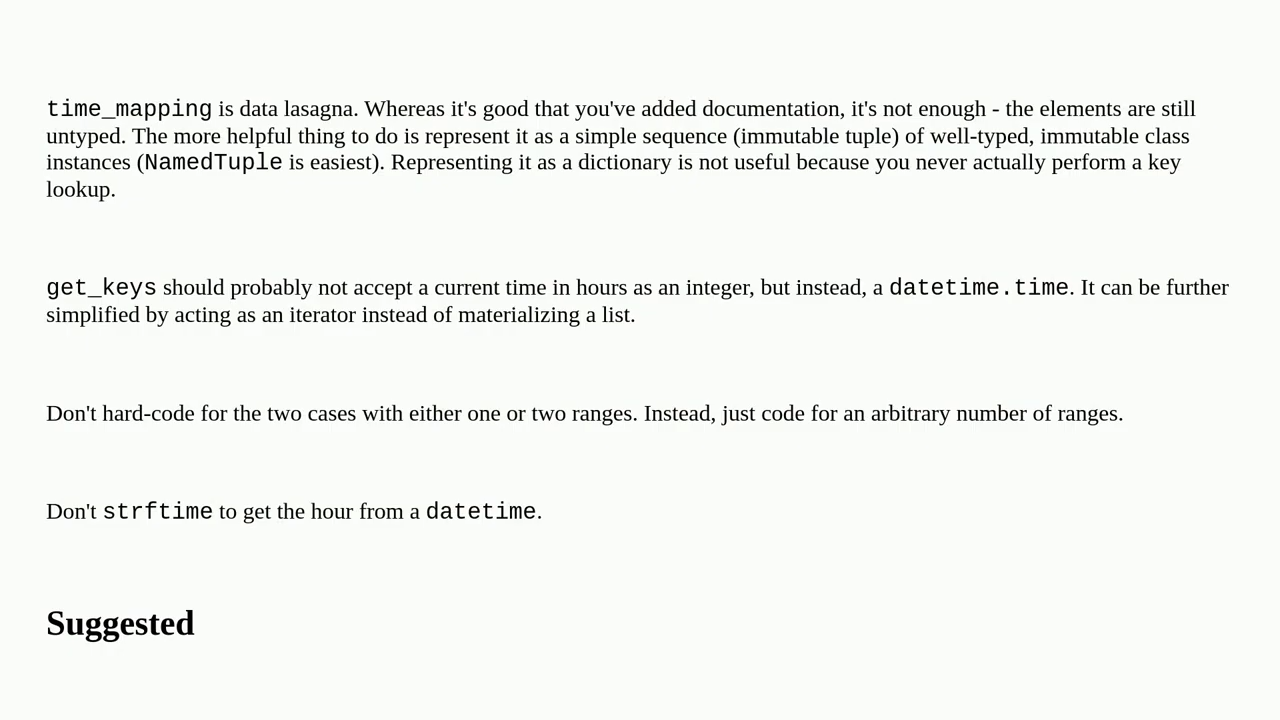 time_mapping is data lasagna. Whereas it's good that you've added documentation, it's not enough - the elements are still
untyped. The more helpful thing to do is represent it as a simple sequence (immutable tuple) of well-typed, immutable class
instances (NamedTuple is easiest). Representing it as a dictionary is not useful because you never actually perform a key
lookup.
get_keys should probably not accept a current time in hours as an integer, but instead, a datetime.time. It can be further
simplified by acting as an iterator instead of materializing a list.
Don't hard-code for the two cases with either one or two ranges. Instead, just code for an arbitrary number of ranges.
Don't strftime to get the hour from a datetime.
Suggested